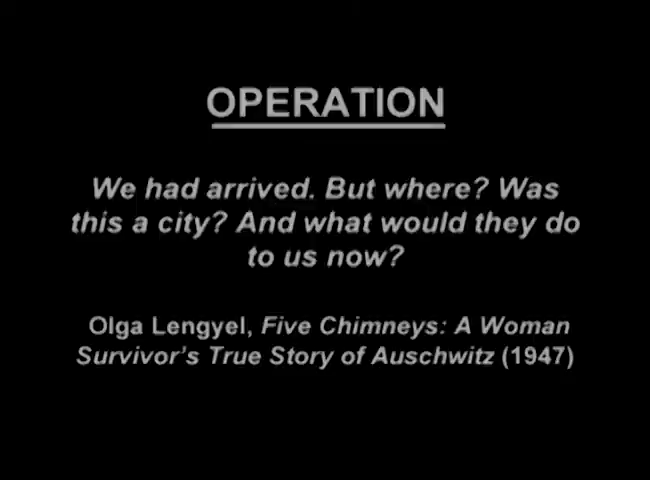 OPERATION
We had arrived. But where? Was
this a city? And what would they do
to us now?
Olga Lengyel, Five Chimneys: A Woman
Survivor's True Story of Auschwitz (1947)